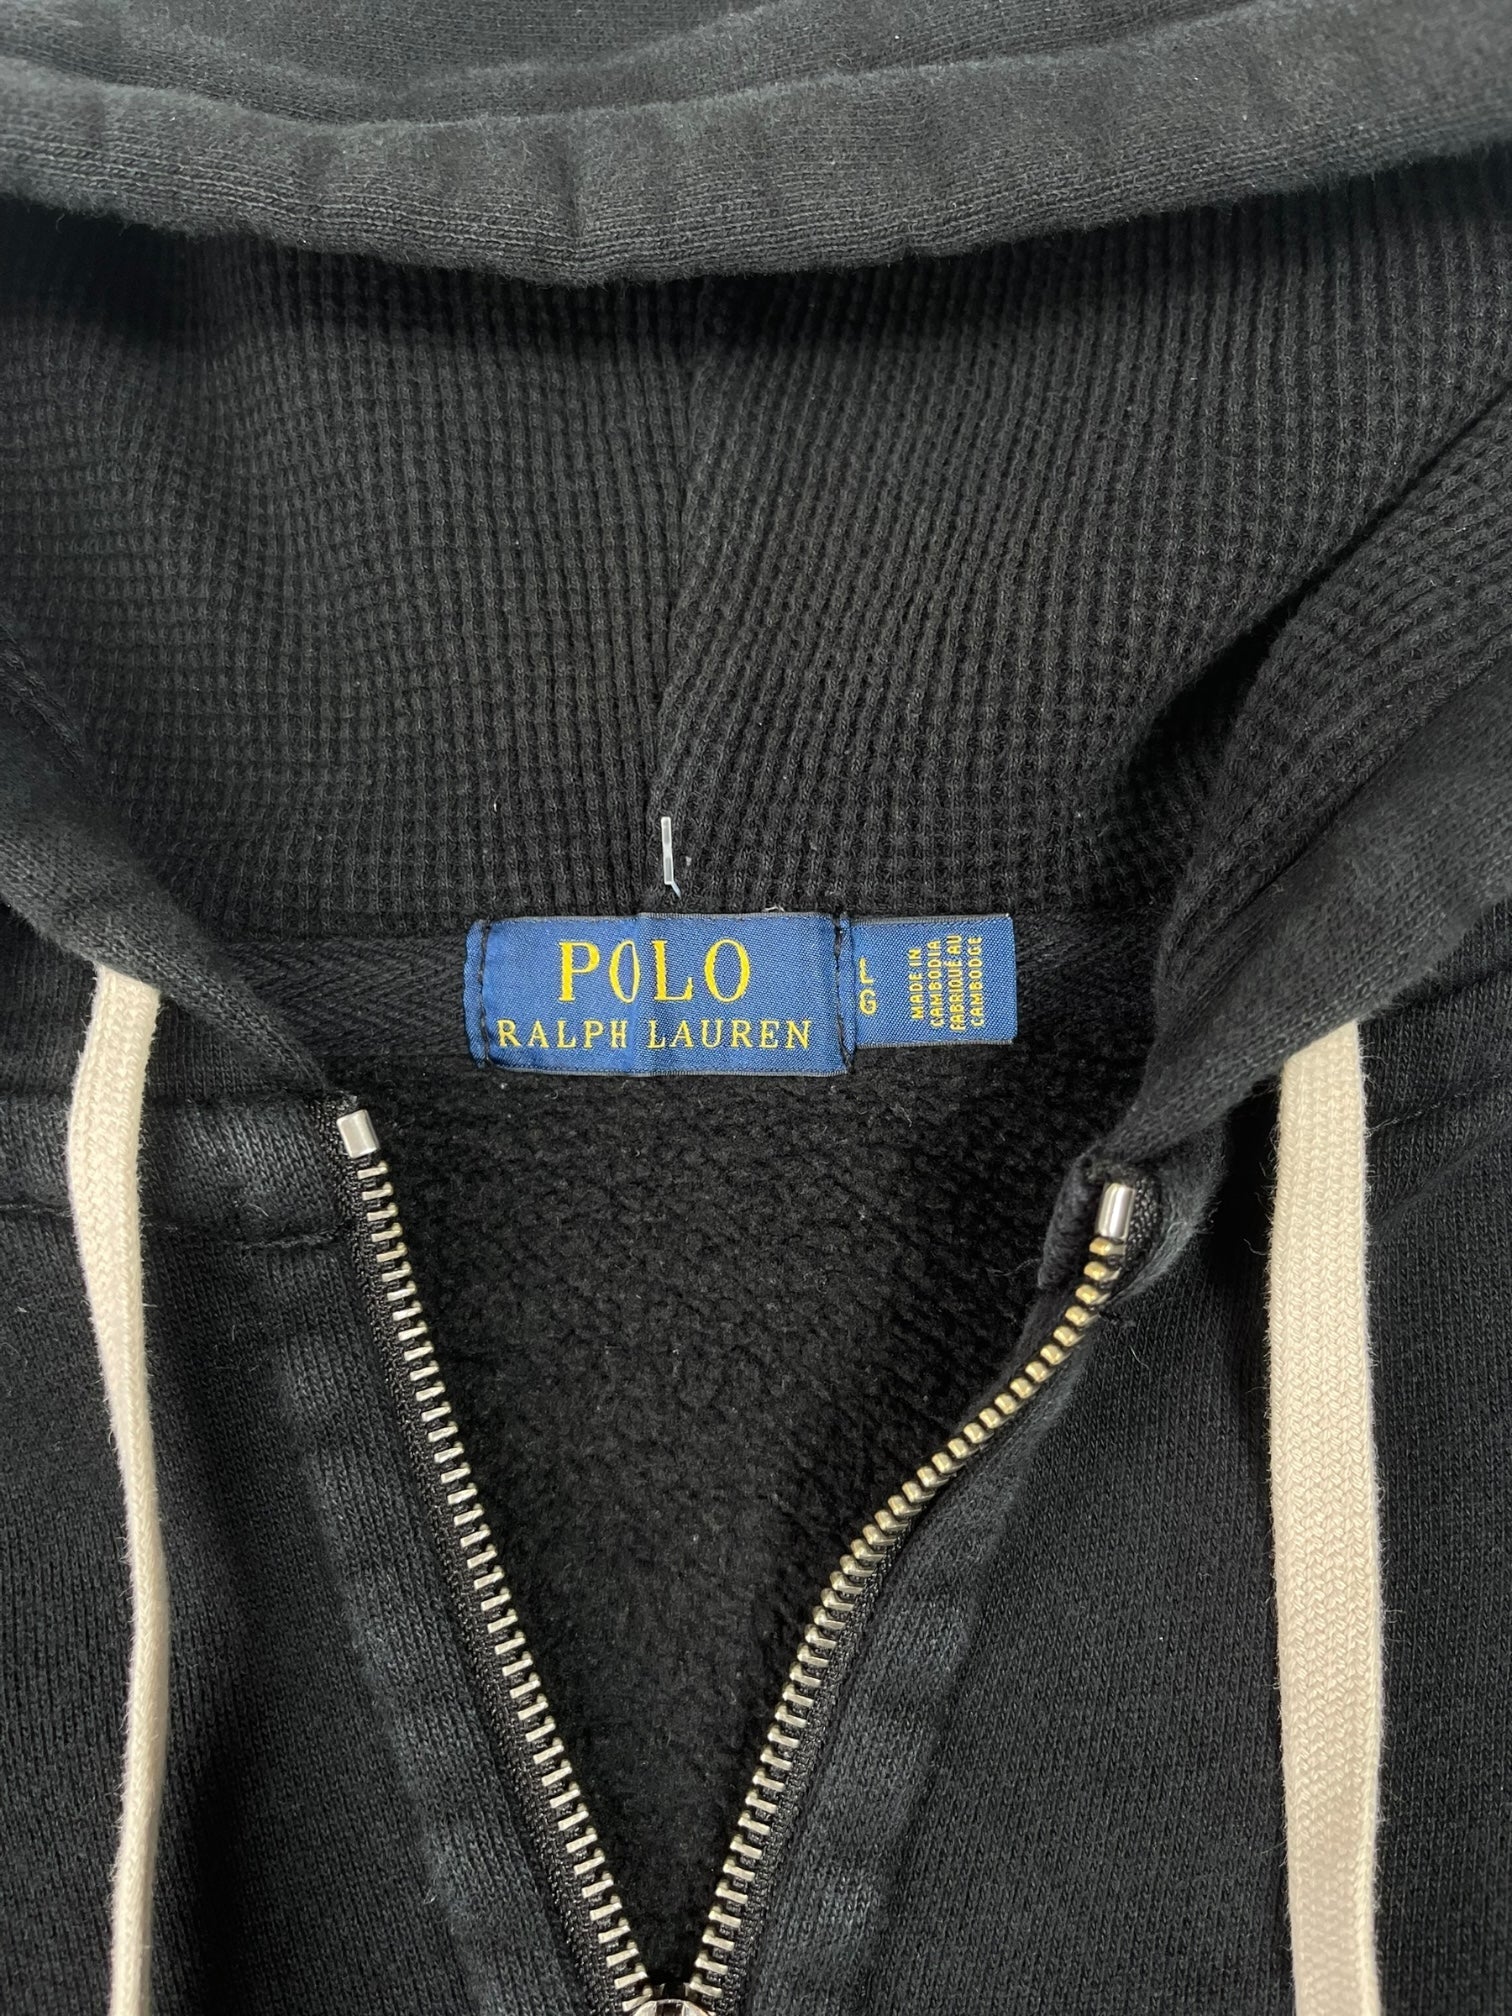 POLO
RALPH LAUREN
L
G
MADE IN
CAMBODIA
FABRIQUÉ AU
CAMBODGE